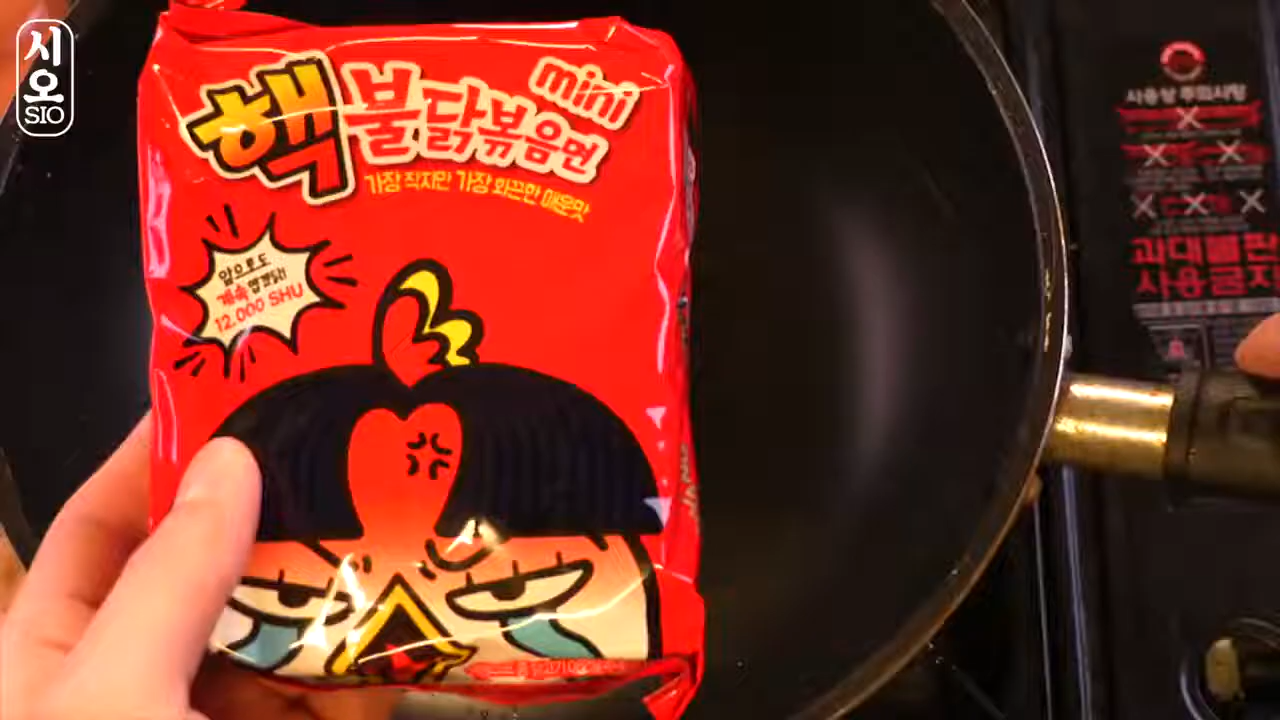 시오
SIO
핵불닭볶음면
mini
가장 작지만 가장 화끈한 매운맛
앞으로도
계속 맵겠닭!
12,000 SHU
사용상 주의사항
과대불판
사용금지